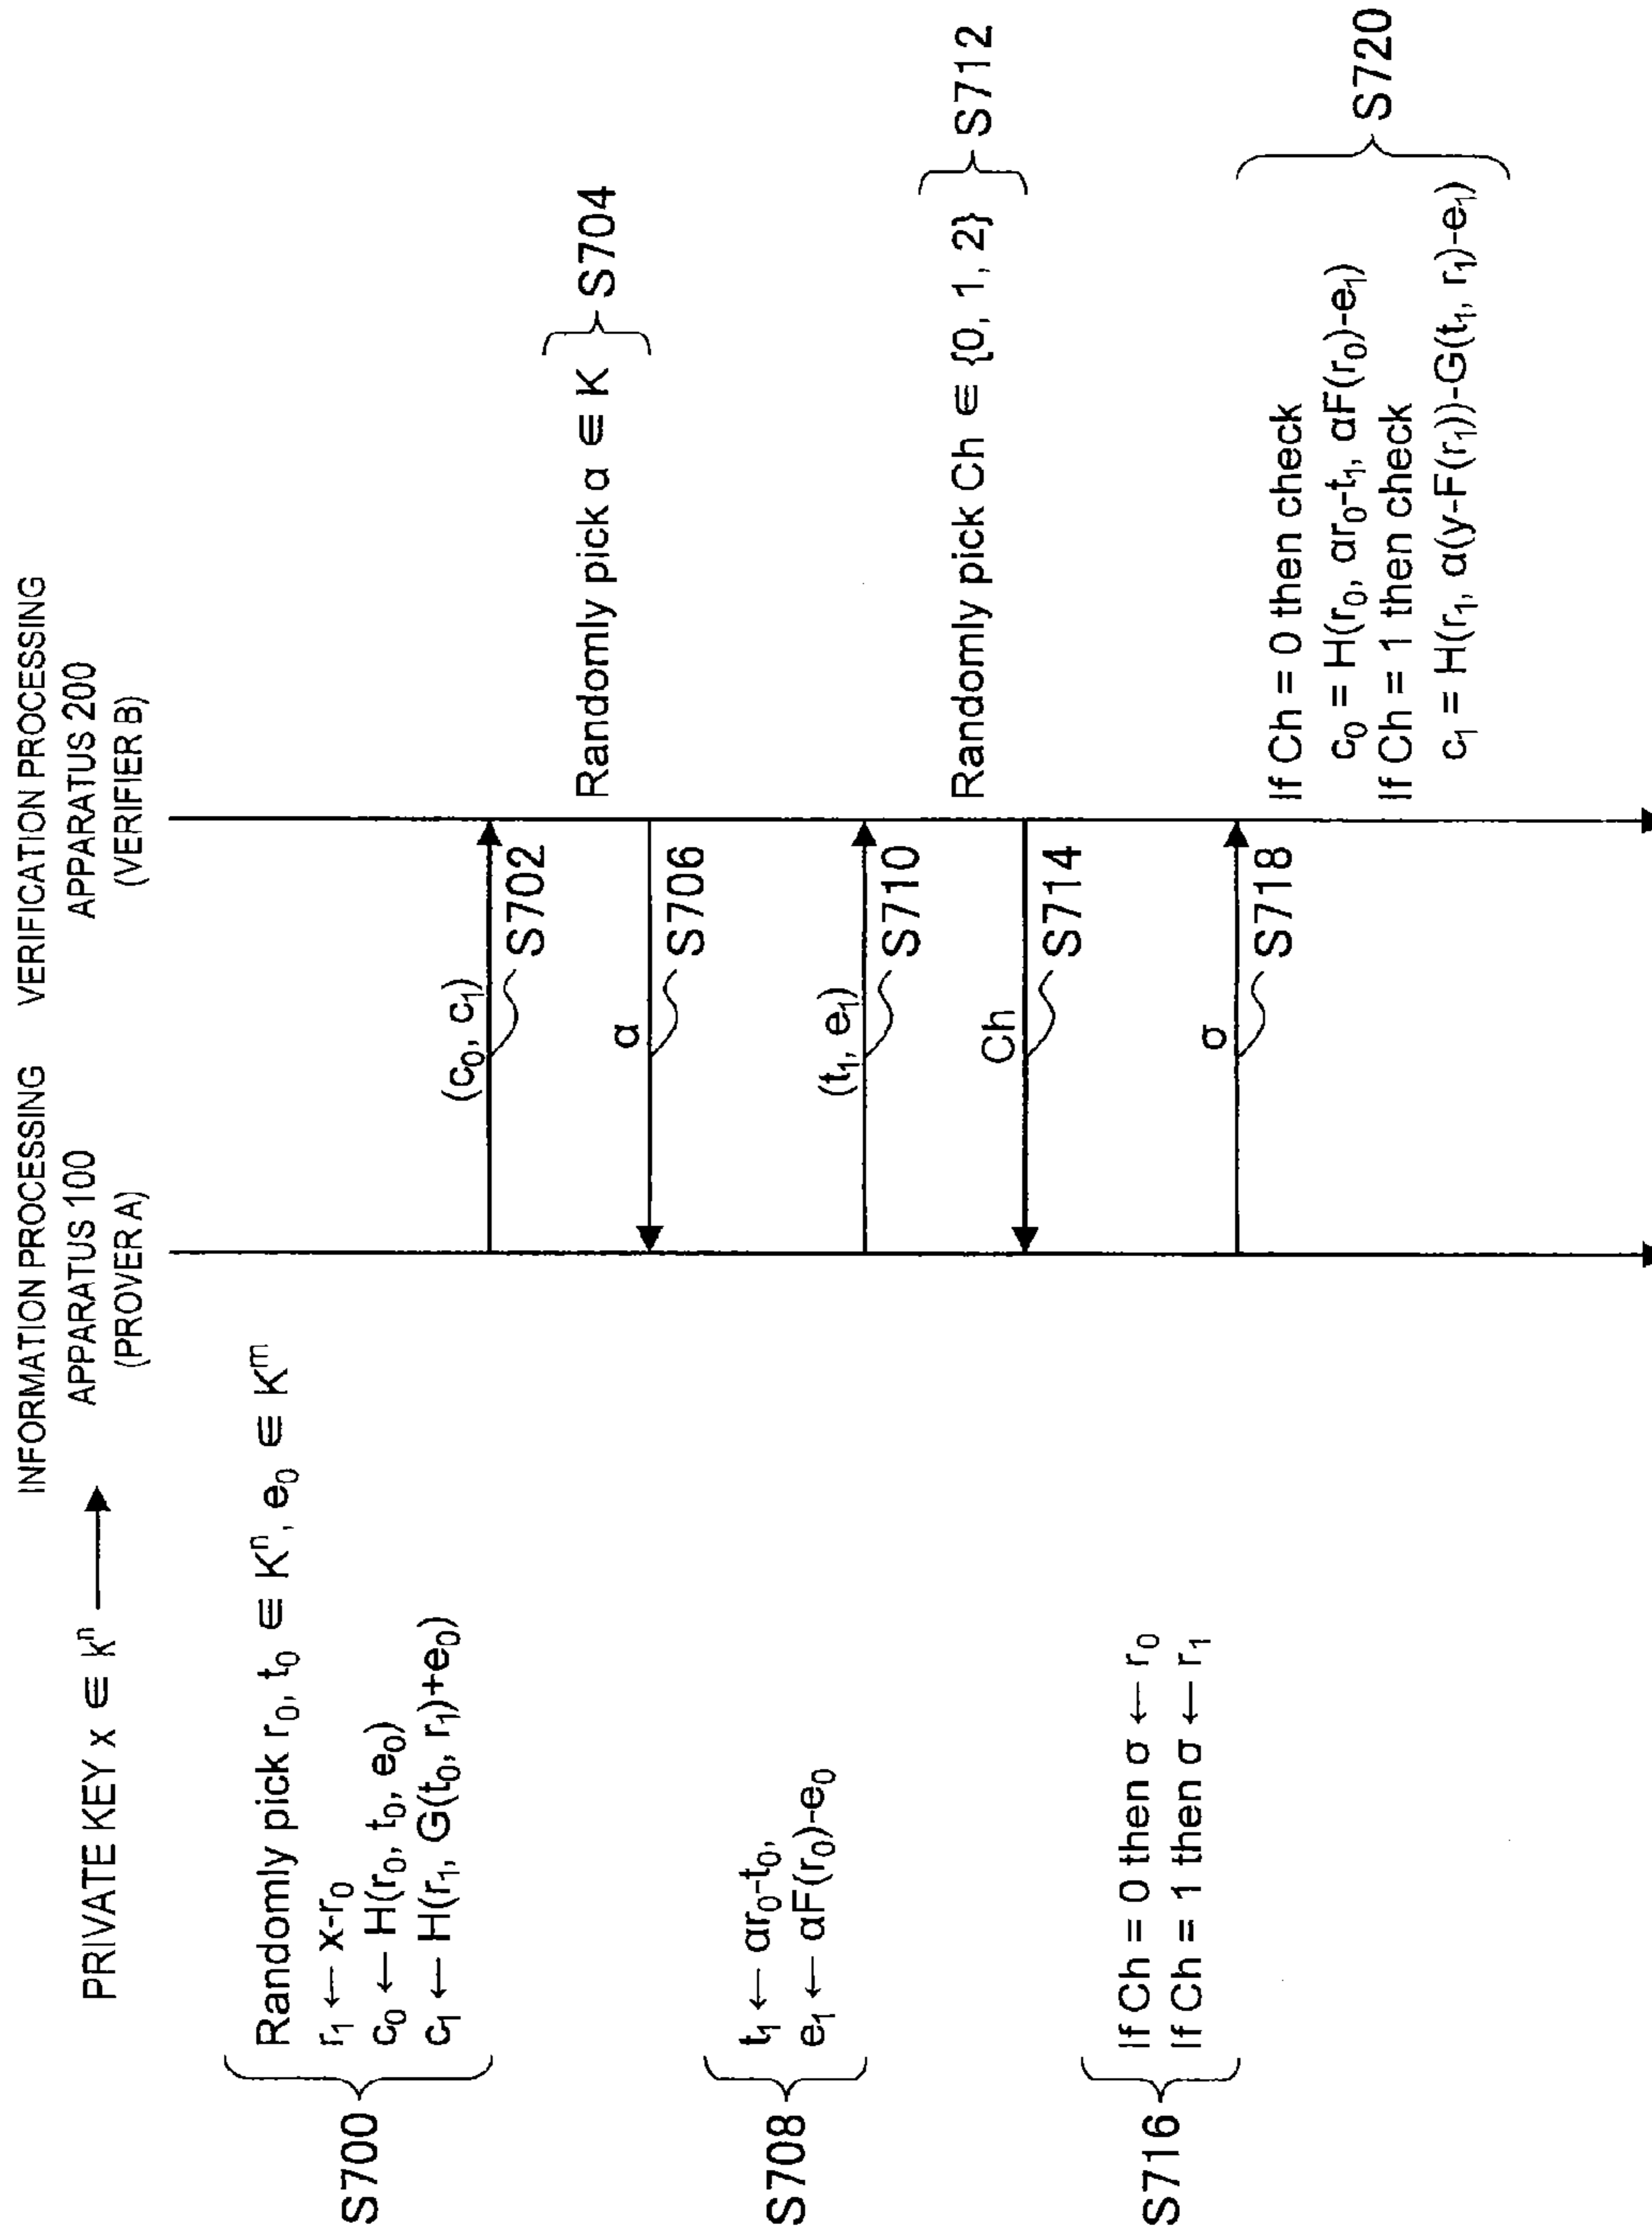 INFORMATION PROCESSING
APPARATUS 100
(PROVER A)
VERIFICATION PROCESSING
APPARATUS 200
(VERIFIER B)
PRIVATE KEY x ∈ kⁿ
S700
Randomly pick r₀, t₀ ∈ Kⁿ, e₀ ∈ Kᵐ
r₁ ← x-r₀
c₀ ← H(r₀, t₀, e₀)
c₁ ← H(r₁, G(t₀, r₁)+e₀)
(c₀, c₁)
S702
Randomly pick α ∈ K
S704
α
S706
S708
t₁ ← αr₀-t₀,
e₁ ← αF(r₀)-e₀
(t₁, e₁)
S710
Randomly pick Ch ∈ {0, 1, 2}
S712
Ch
S714
S716
If Ch = 0 then σ ← r₀
If Ch = 1 then σ ← r₁
σ
S718
If Ch = 0 then check
c₀ = H(r₀, αr₀-t₁, αF(r₀)-e₁)
If Ch = 1 then check
c₁ = H(r₁, α(y-F(r₁))-G(t₁, r₁)-e₁)
S720